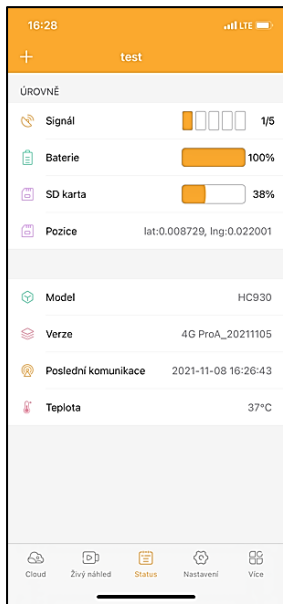 16:28 LTE
+ test
ÚROVNĚ
Signál 1/5
Baterie 100%
SD karta 38%
Pozice lat:0.008729, lng:0.022001
Model HC930
Verze 4G ProA_20211105
Poslední komunikace 2021-11-08 16:26:43
Teplota 37°C
Cloud Živý náhled Status Nastavení Více